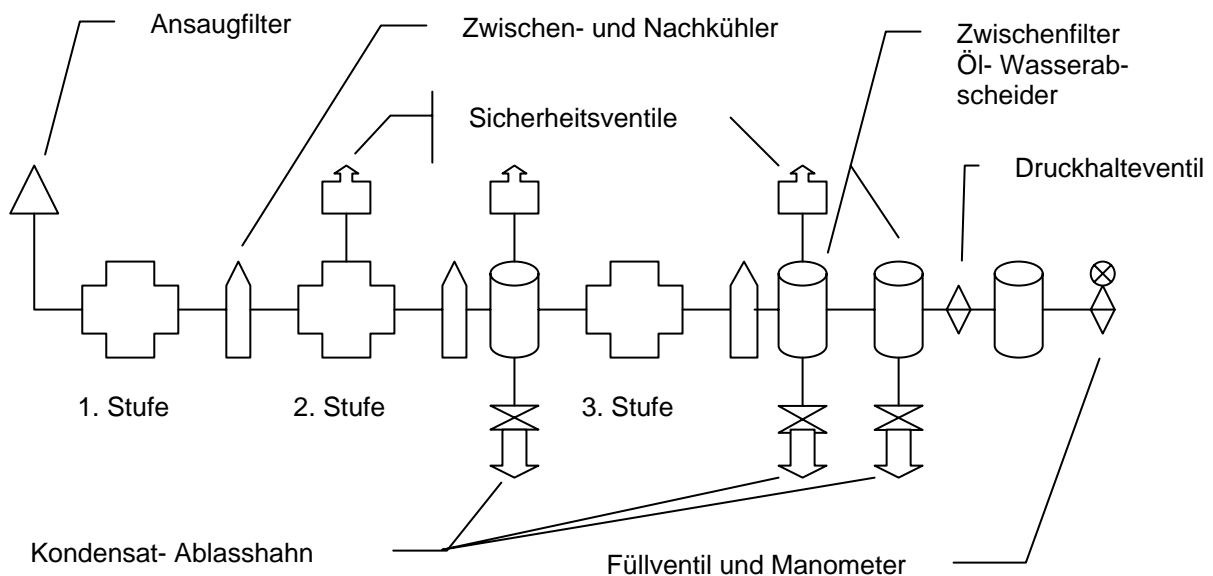 Ansaugfilter
Zwischen- und Nachkühler
Zwischenfilter
Öl- Wasserab-
scheider
Sicherheitsventile
Druckhalteventil
1. Stufe
2. Stufe
3. Stufe
Kondensat- Ablasshahn
Füllventil und Manometer